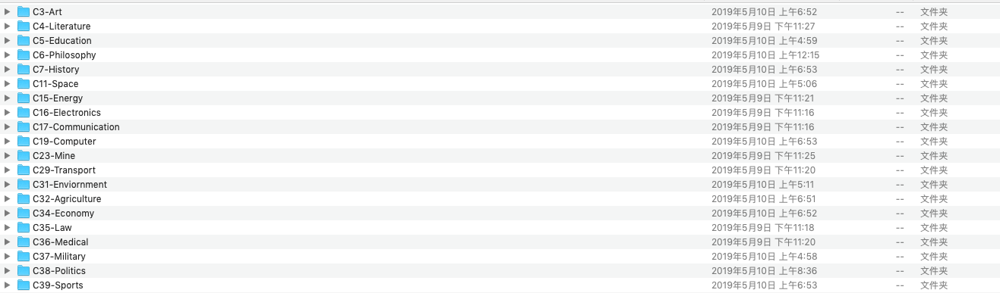 C3-Art 2019年5月10日 上午6:52 -- 文件夹
C4-Literature 2019年5月9日 下午11:27 -- 文件夹
C5-Education 2019年5月10日 上午4:59 -- 文件夹
C6-Philosophy 2019年5月10日 上午12:15 -- 文件夹
C7-History 2019年5月10日 上午6:53 -- 文件夹
C11-Space 2019年5月10日 上午5:06 -- 文件夹
C15-Energy 2019年5月9日 下午11:21 -- 文件夹
C16-Electronics 2019年5月9日 下午11:16 -- 文件夹
C17-Communication 2019年5月9日 下午11:16 -- 文件夹
C19-Computer 2019年5月10日 上午6:53 -- 文件夹
C23-Mine 2019年5月9日 下午11:25 -- 文件夹
C29-Transport 2019年5月9日 下午11:20 -- 文件夹
C31-Enviornment 2019年5月10日 上午5:11 -- 文件夹
C32-Agriculture 2019年5月10日 上午6:51 -- 文件夹
C34-Economy 2019年5月10日 上午6:52 -- 文件夹
C35-Law 2019年5月9日 下午11:18 -- 文件夹
C36-Medical 2019年5月9日 下午11:20 -- 文件夹
C37-Military 2019年5月10日 上午4:58 -- 文件夹
C38-Politics 2019年5月10日 上午8:36 -- 文件夹
C39-Sports 2019年5月10日 上午6:53 -- 文件夹